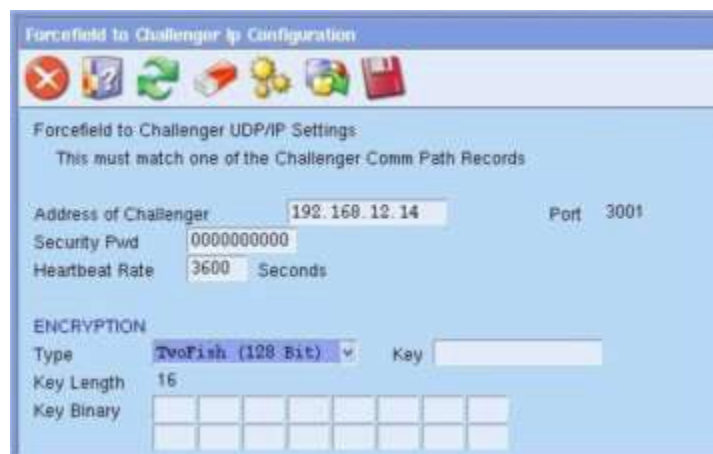 Forcefield to Challenger Ip Configuration
Forcefield to Challenger UDP/IP Settings
This must match one of the Challenger Comm Path Records
Address of Challenger 192.168.12.14 Port 3001
Security Pwd 0000000000
Heartbeat Rate 3600 Seconds
ENCRYPTION
Type TwoFish (128 Bit) Key
Key Length 16
Key Binary